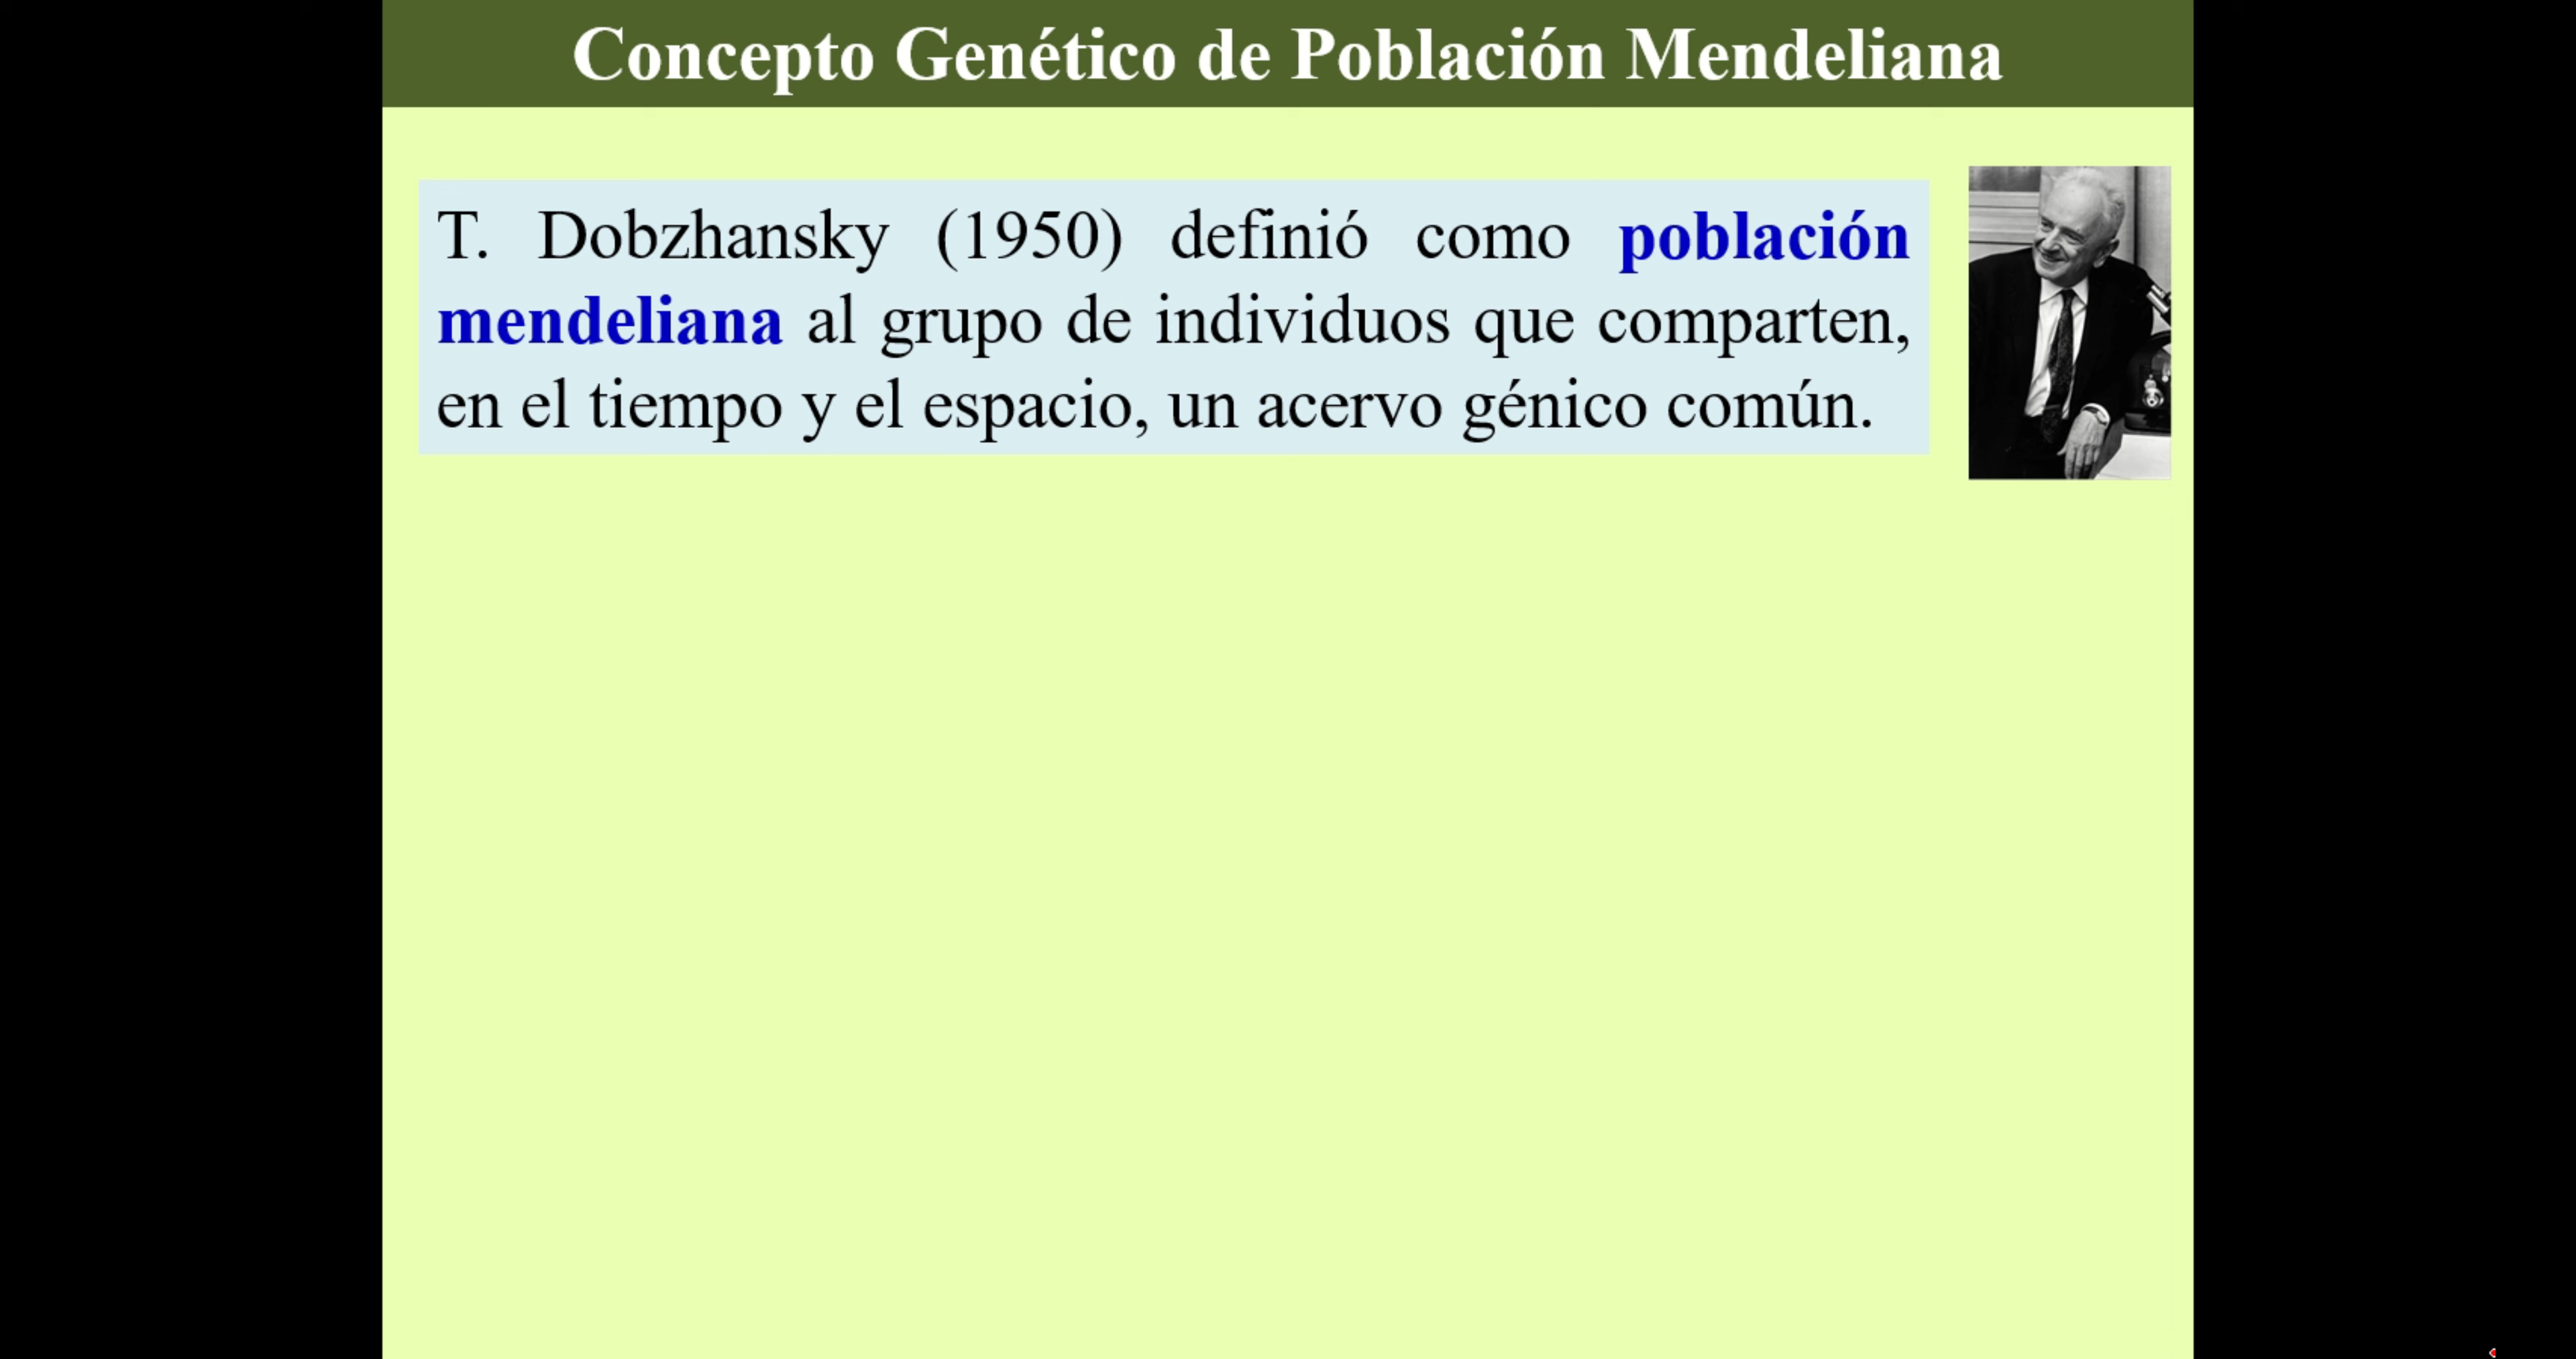 Concepto Genético de Población Mendeliana
T. Dobzhansky (1950) definió como población
mendeliana al grupo de individuos que comparten,
en el tiempo y el espacio, un acervo génico común.